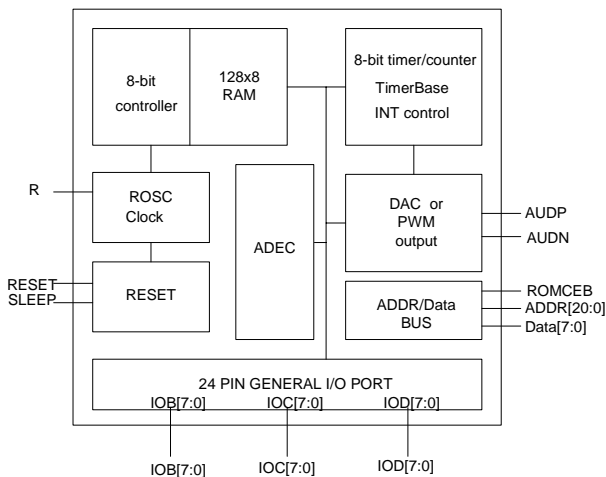 8-bit
controller
128x8
RAM
8-bit timer/counter
TimerBase
INT control
R
ROSC
Clock
ADEC
DAC or
PWM
output
AUDP
AUDN
RESET
SLEEP
RESET
ADDR/Data
BUS
ROMCEB
ADDR[20:0]
Data[7:0]
24 PIN GENERAL I/O PORT
IOB[7:0] IOC[7:0] IOD[7:0]
IOB[7:0] IOC[7:0] IOD[7:0]